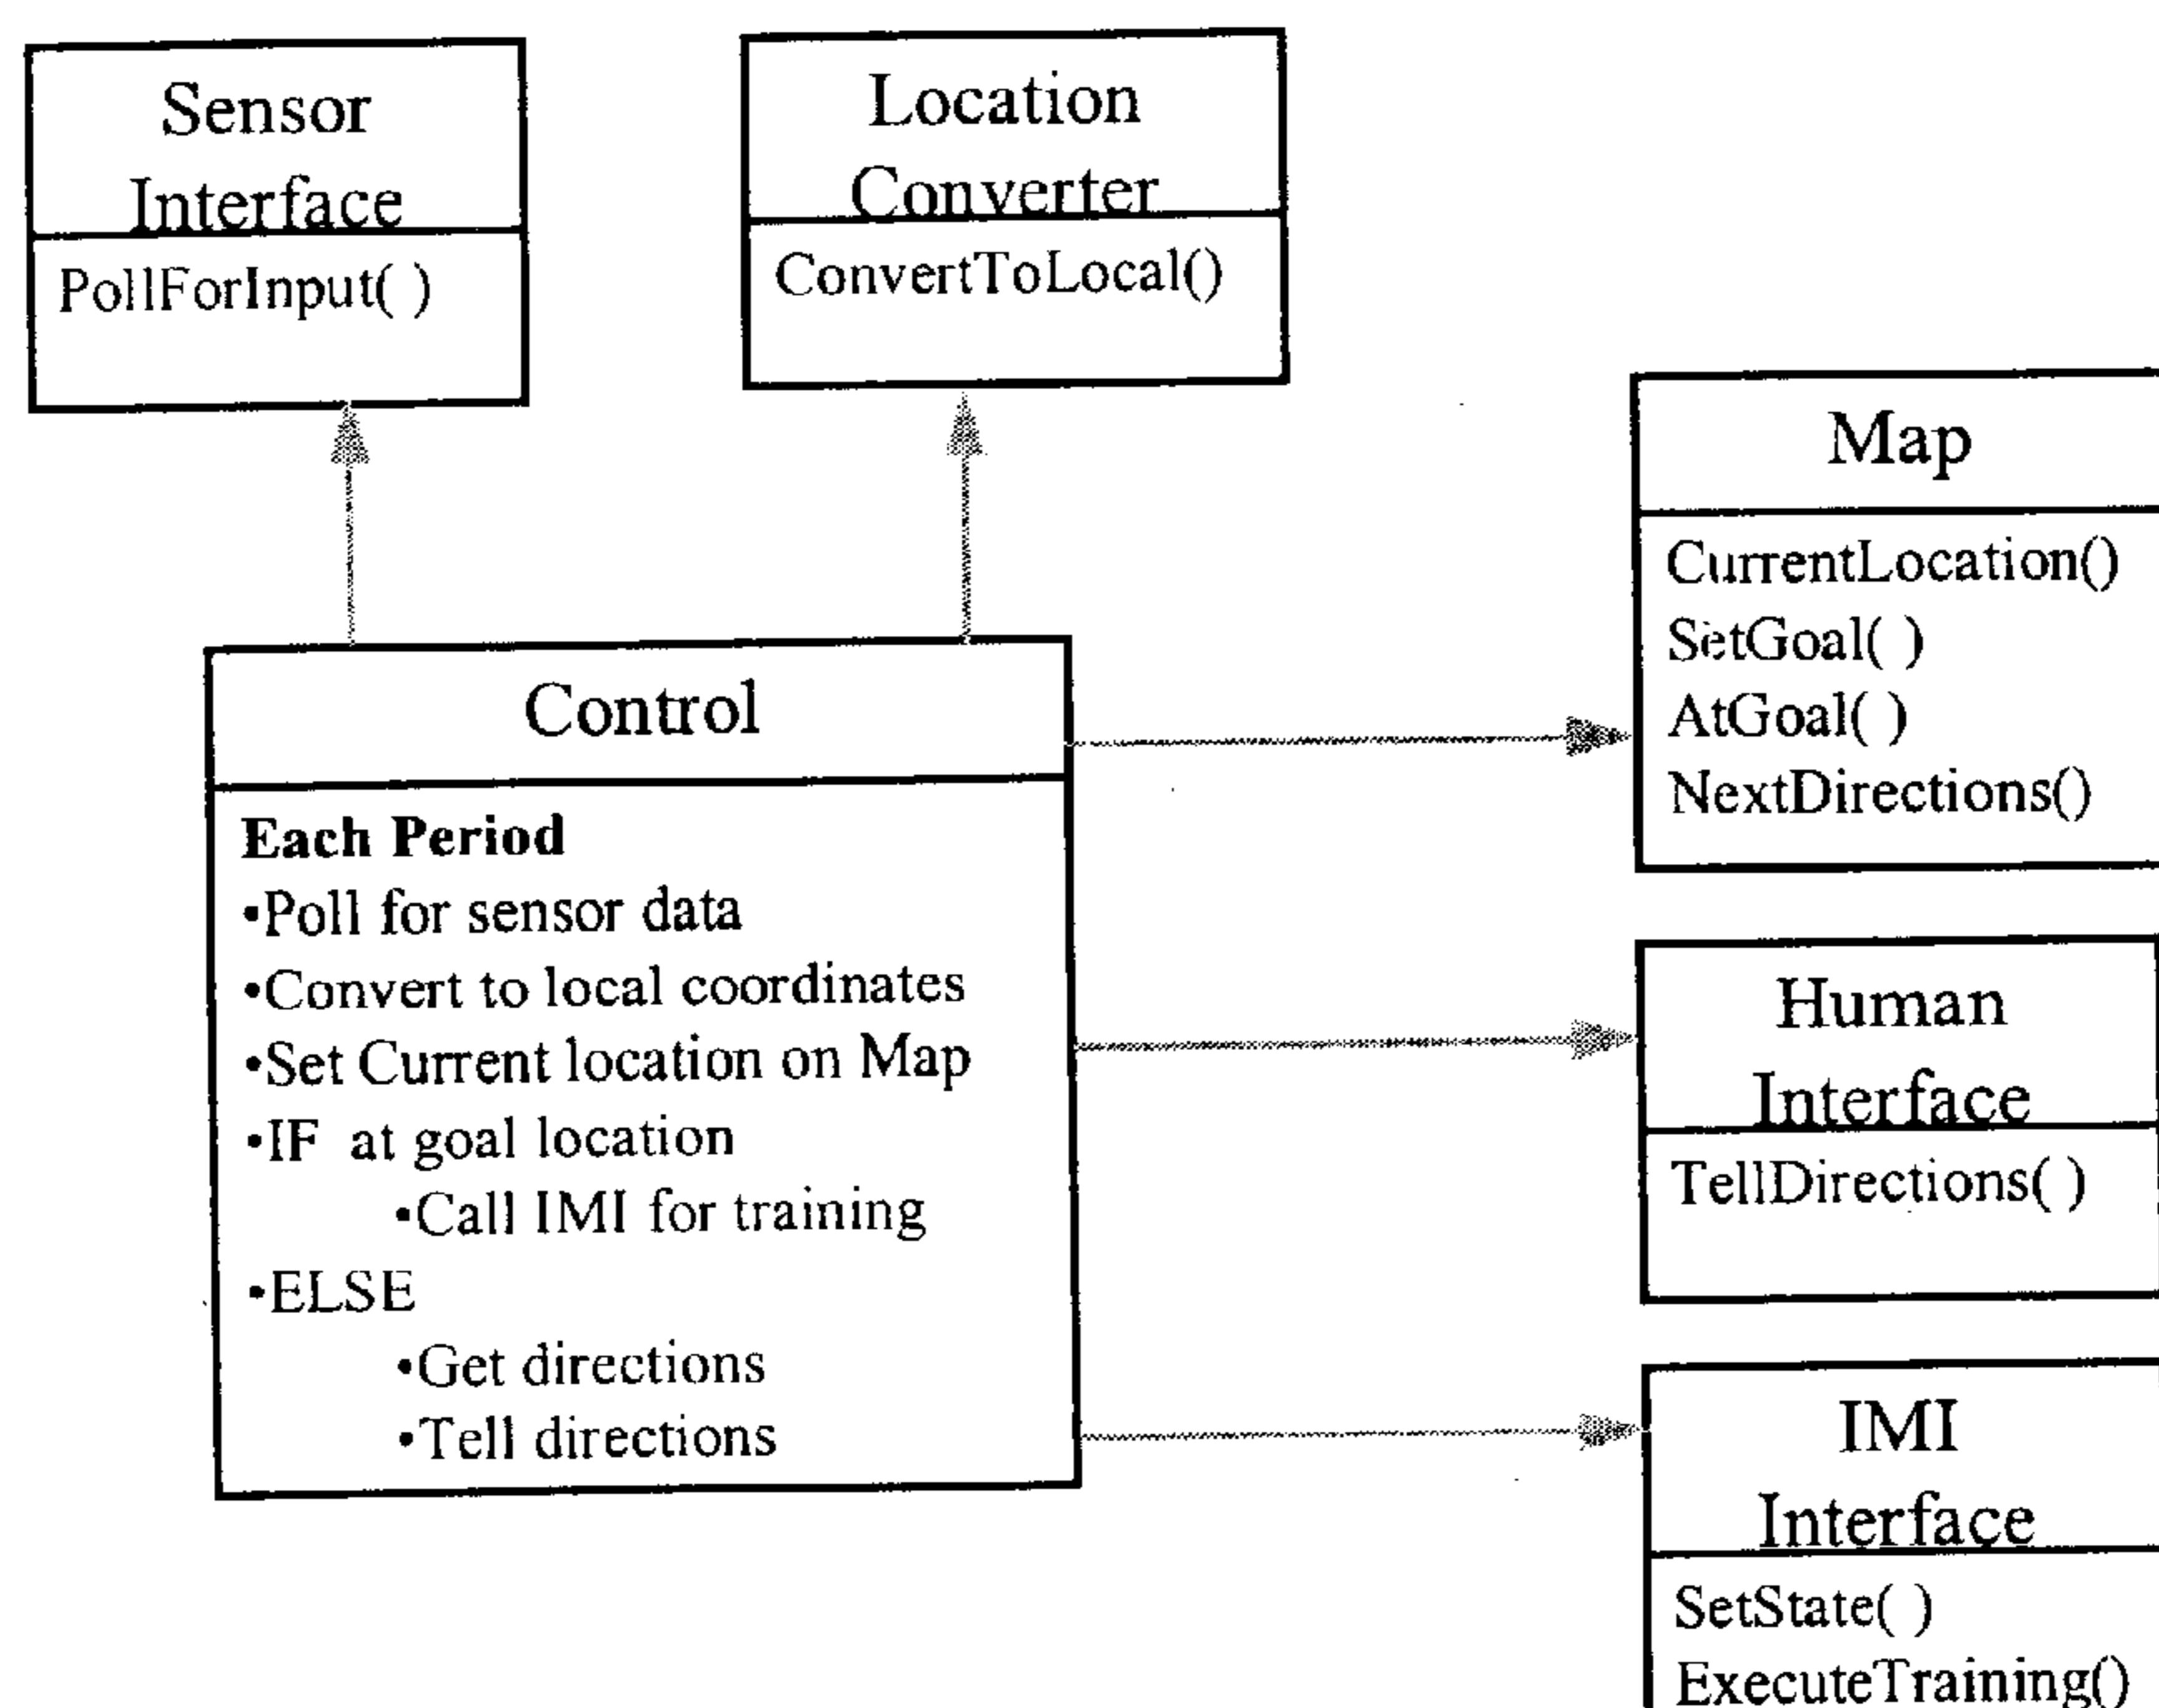 Sensor
Interface
PollForInput( )
Location
Converter
ConvertToLocal()
Control
Each Period
•Poll for sensor data
•Convert to local coordinates
•Set Current location on Map
•IF at goal location
•Call IMI for training
•ELSE
•Get directions
•Tell directions
Map
CurrentLocation()
SetGoal( )
AtGoal( )
NextDirections()
Human
Interface
TellDirections( )
IMI
Interface
SetState( )
ExecuteTraining()